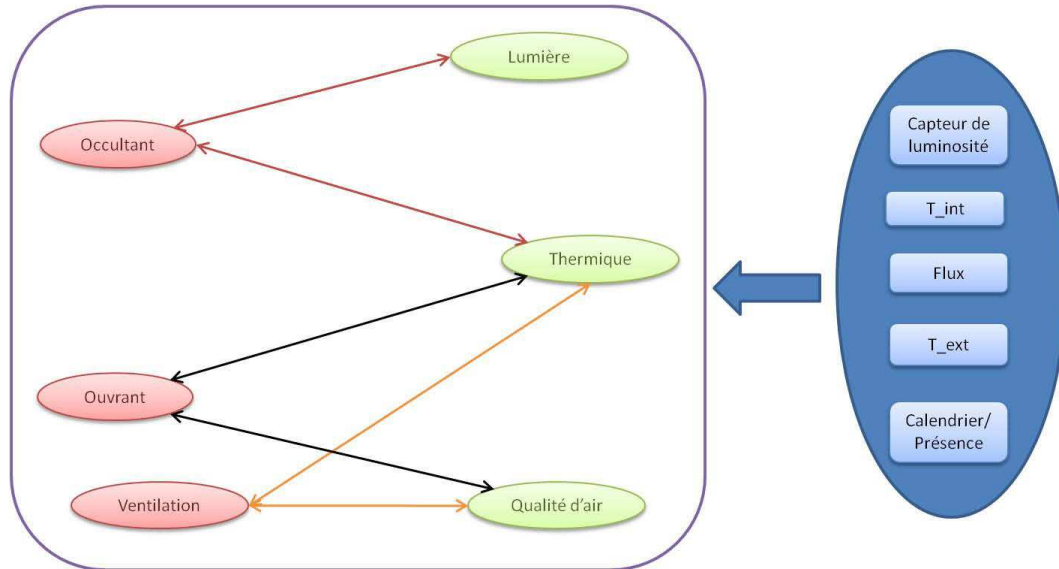 Lumière
Occultant
Thermique
Ouvrant
Ventilation
Qualité d'air
Capteur de
luminosité
T_int
Flux
T_ext
Calendrier/
Présence